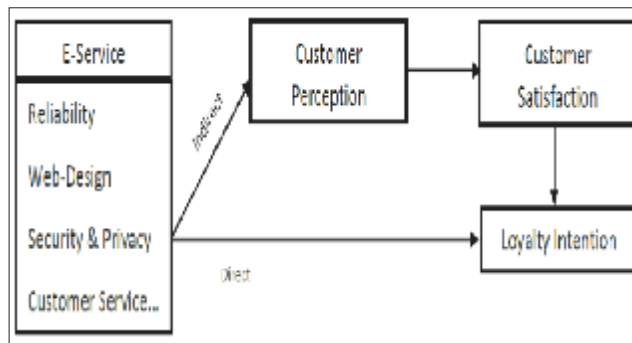 E-Service
Reliability
Web-Design
Security & Privacy
Customer Service...
Indirect
Direct
Customer
Perception
Customer
Satisfaction
Loyalty Intention